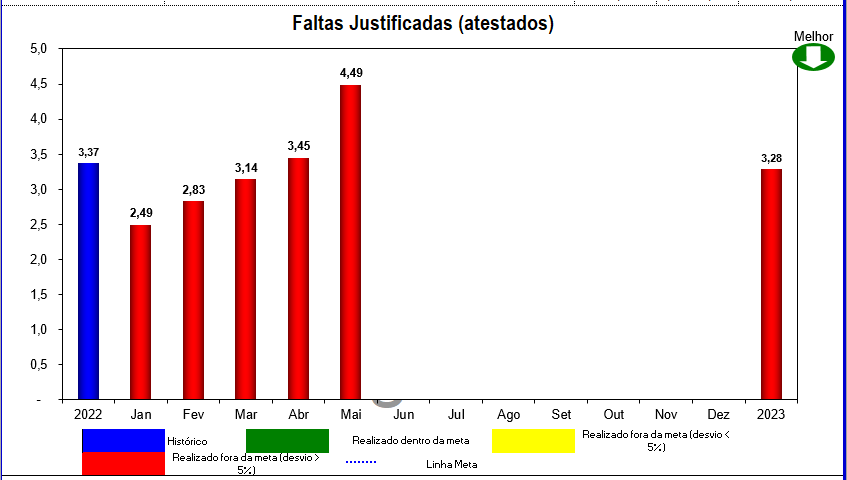 Faltas Justificadas (atestados)
Melhor
5,0
4,5
4,0
3,5
3,0
2,5
2,0
1,5
1,0
0,5
-
3,37
2,49
2,83
3,14
3,45
4,49
3,28
2022 Jan Fev Mar Abr Mai Jun Jul Ago Set Out Nov Dez 2023
Histórico
Realizado dentro da meta
Realizado fora da meta (desvio <
5%)
Realizado fora da meta (desvio >
5%)
Linha Meta